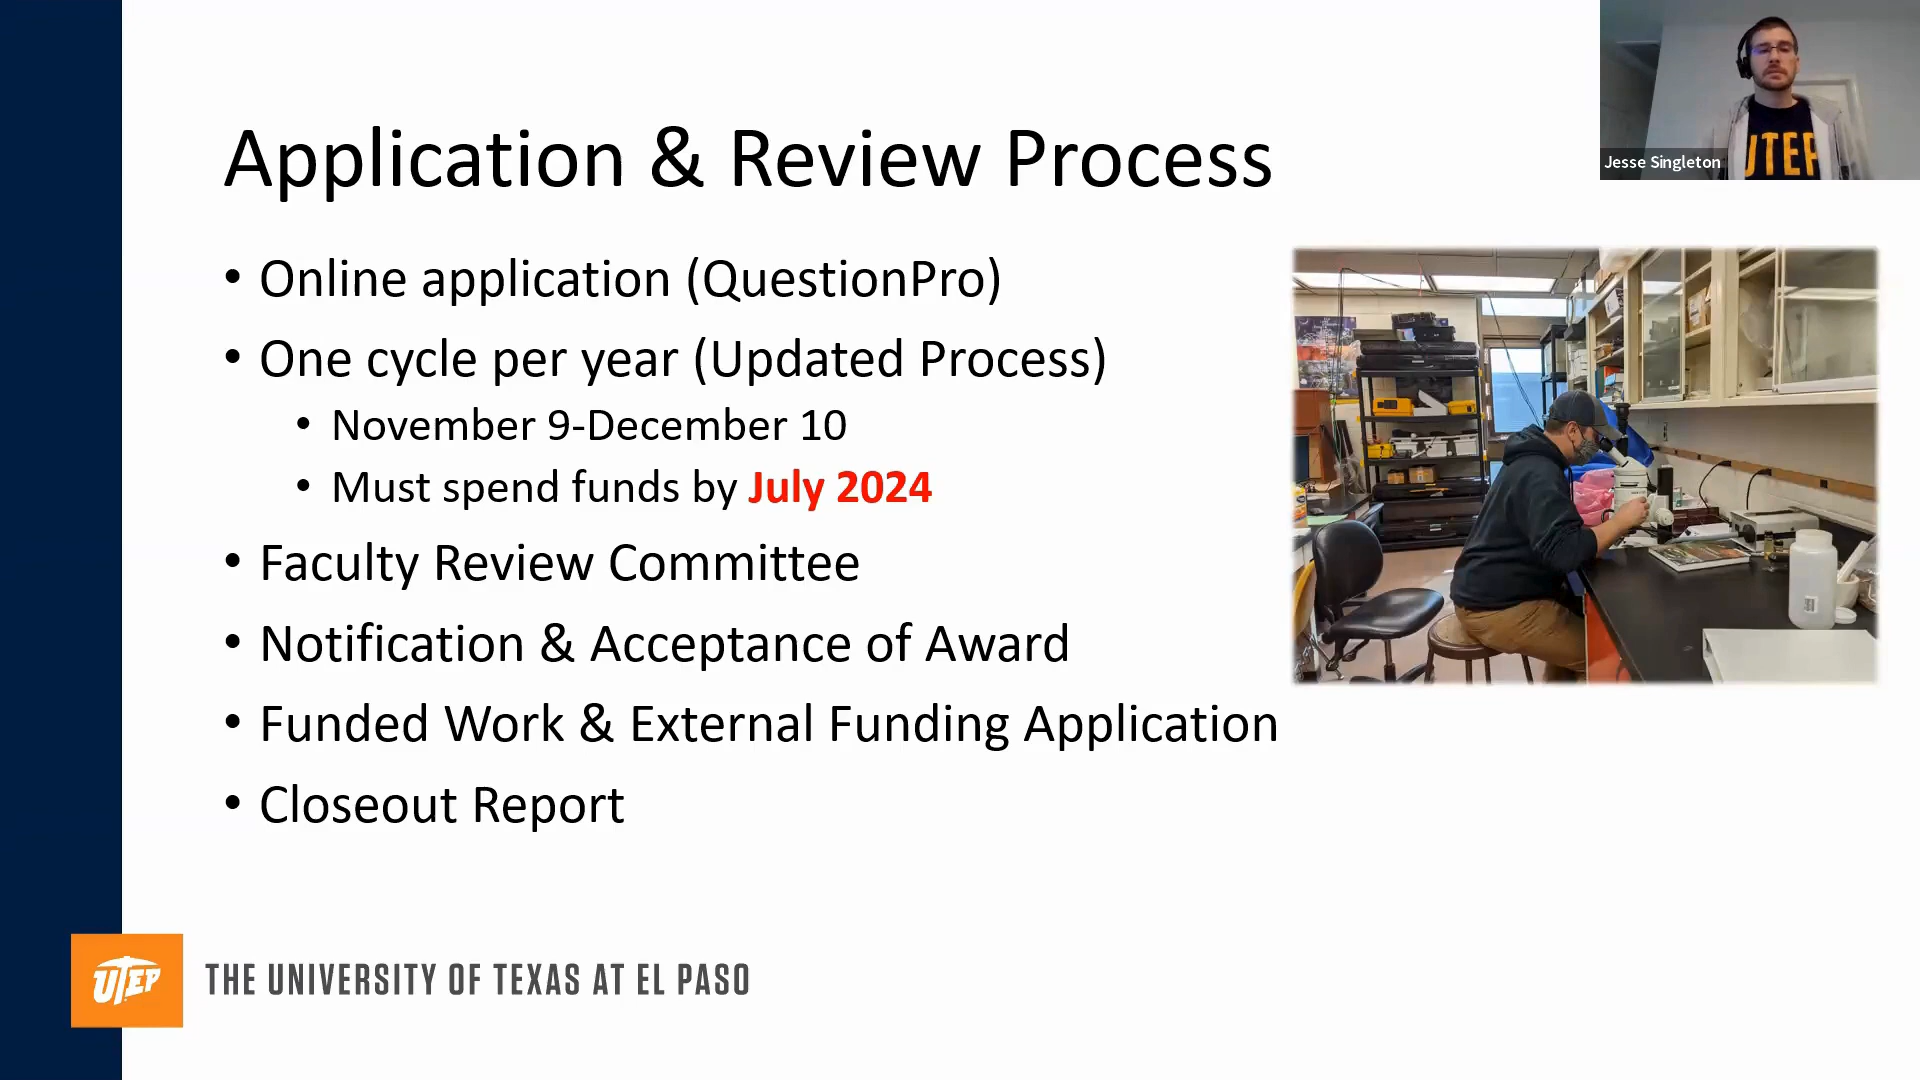 Application & Review Process
Jesse Singleton
UTEP
• Online application (QuestionPro)
• One cycle per year (Updated Process)
• November 9-December 10
• Must spend funds by July 2024
• Faculty Review Committee
• Notification & Acceptance of Award
• Funded Work & External Funding Application
• Closeout Report
UTEP
THE UNIVERSITY OF TEXAS AT EL PASO